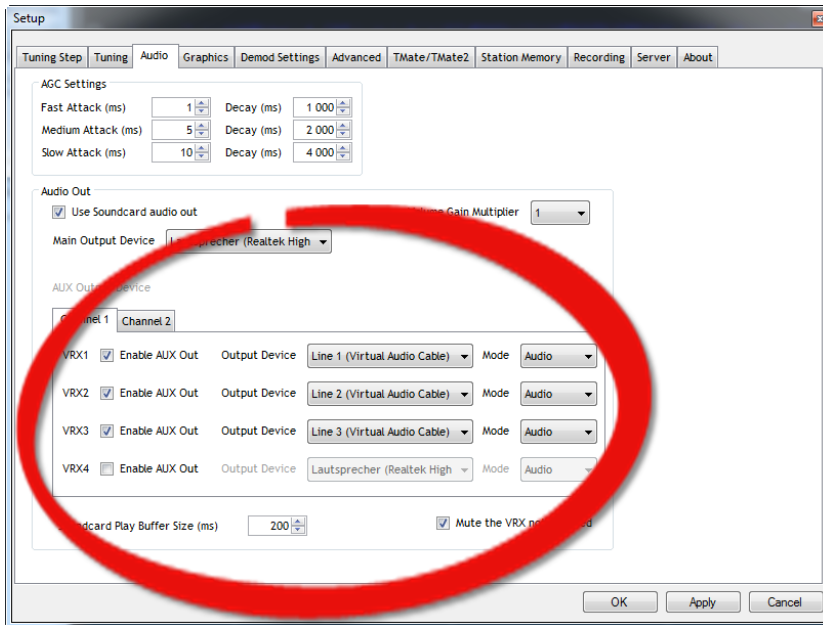 Setup
Tuning Step Tuning Audio Graphics Demod Settings Advanced TMate/TMate2 Station Memory Recording Server About
AGC Settings
Fast Attack (ms) 1 Decay (ms) 1 000
Medium Attack (ms) 5 Decay (ms) 2 000
Slow Attack (ms) 10 Decay (ms) 4 000
Audio Out
Use Soundcard audio out Gain Multiplier 1
Main Output Device (Realtek High
AUX Device
1 Channel 2
VRX1 Enable AUX Out Output Device Line 1 (Virtual Audio Cable) Mode Audio
VRX2 Enable AUX Out Output Device Line 2 (Virtual Audio Cable) Mode Audio
VRX3 Enable AUX Out Output Device Line 3 (Virtual Audio Cable) Mode Audio
VRX4 Enable AUX Out Output Device Lautsprecher (Realtek High Mode Audio
Play Buffer Size (ms) 200 Mute the VRX
OK Apply Cancel